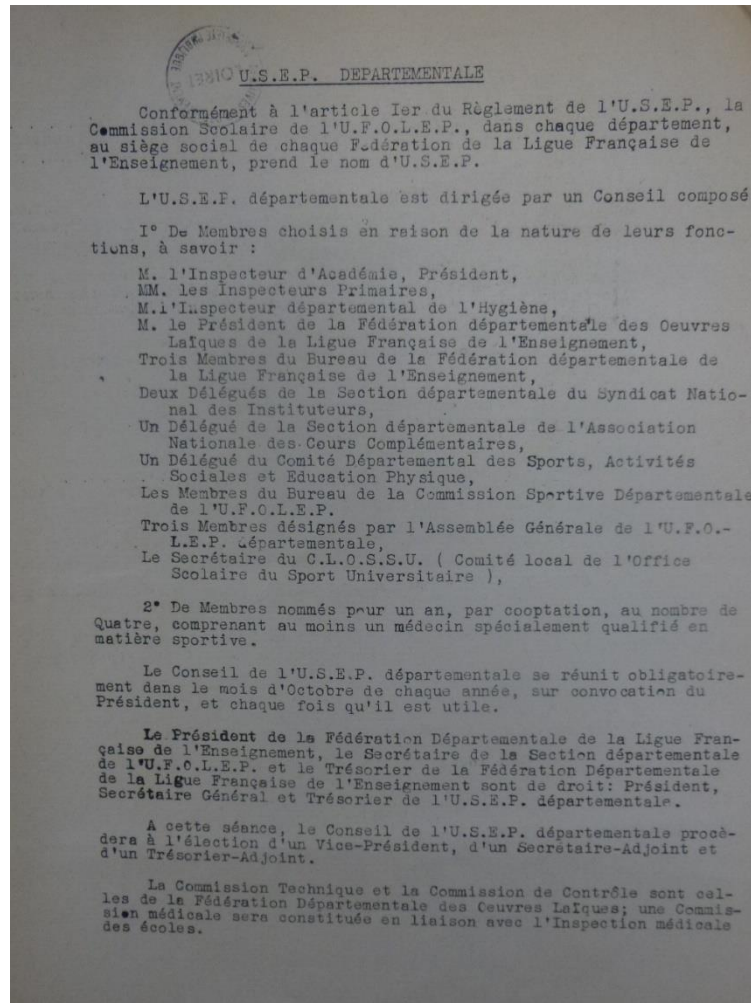 LOIRET
U.S.E.P. DEPARTEMENTALE
Conformément à l'article Ier du Règlement de l'U.S.E.P., la
Commission Scolaire de l'U.F.O.L.E.P., dans chaque département,
au siège social de chaque Fédération de la Ligue Française de
l'Enseignement, prend le nom d'U.S.E.P.
L'U.S.E.P. départementale est dirigée par un Conseil composé
I° De Membres choisis en raison de la nature de leurs fonc-
tions, à savoir :
M. l'Inspecteur d'Académie, Président,
MM. les Inspecteurs Primaires,
M.l'Inspecteur départemental de l'Hygiène,
M. le Président de la Fédération départementale des Oeuvres
Laïques de la Ligue Française de l'Enseignement,
Trois Membres du Bureau de la Fédération départementale de
la Ligue Française de l'Enseignement,
Deux Délégués de la Section départementale du Syndicat Natio-
nal des Instituteurs,
Un Délégué de la Section départementale de l'Association
Nationale des Cours Complémentaires,
Un Délégué du Comité Départemental des Sports, Activités
Sociales et Education Physique,
Les Membres du Bureau de la Commission Sportive Départementale
de l'U.F.O.L.E.P.
Trois Membres désignés par l'Assemblée Générale de l'U.F.O.-
L.E.P. départementale,
Le Secrétaire du C.L.O.S.S.U. ( Comité local de l'Office
Scolaire du Sport Universitaire ),
2° De Membres nommés pour un an, par cooptation, au nombre de
Quatre, comprenant au moins un médecin spécialement qualifié en
matière sportive.
Le Conseil de l'U.S.E.P. départementale se réunit obligatoire-
ment dans le mois d'Octobre de chaque année, sur convocation du
Président, et chaque fois qu'il est utile.
Le Président de la Fédération Départementale de la Ligue Fran-
çaise de l'Enseignement, le Secrétaire de la Section départementale
de l'U.F.O.L.E.P. et le Trésorier de la Fédération Départementale
de la Ligue Française de l'Enseignement sont de droit: Président,
Secrétaire Général et Trésorier de l'U.S.E.P. départementale.
A cette séance, le Conseil de l'U.S.E.P. départementale procè-
dera à l'élection d'un Vice-Président, d'un Secrétaire-Adjoint et
d'un Trésorier-Adjoint.
La Commission Technique et la Commission de Contrôle sont cel-
les de la Fédération Départementale des Oeuvres Laïques; une Commis-
sion médicale sera constituée en liaison avec l'Inspection médicale
des écoles.